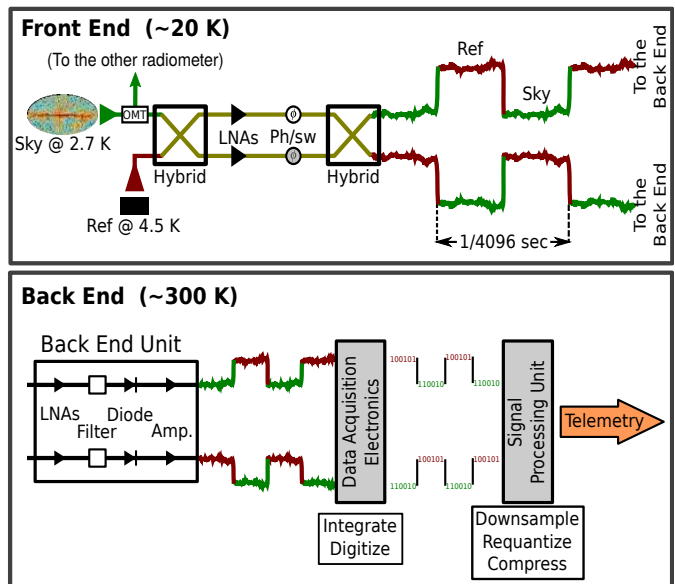 Front End (~20 K)
(To the other radiometer)
Ref
Sky
To the
Back End
OMT
LNAs
Ph/sw
ϕ
ϕ
Sky @ 2.7 K
Hybrid
Hybrid
Ref @ 4.5 K
To the
Back End
1/4096 sec
Back End (~300 K)
Back End Unit
LNAs
Filter
Diode
Amp.
Data Acquisition
Electronics
100101
110010
100101
110010
110010
100101
110010
100101
Signal
Processing Unit
Telemetry
Integrate
Digitize
Downsample
Requantize
Compress